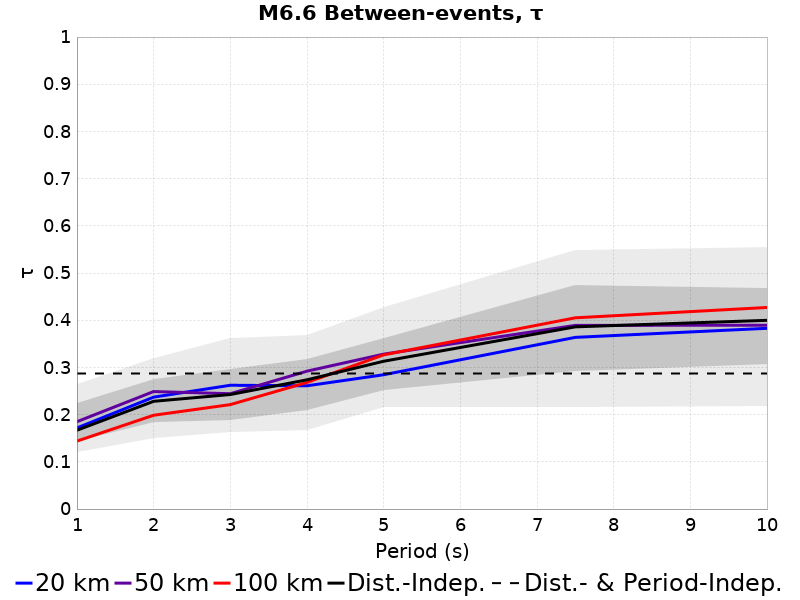 M6.6 Between-events, τ
1
0.9
0.8
0.7
0.6
0.5
0.4
0.3
0.2
0.1
0
τ
1 2 3 4 5 6 7 8 9 10
Period (s)
20 km 50 km 100 km Dist.-Indep. Dist.- & Period-Indep.